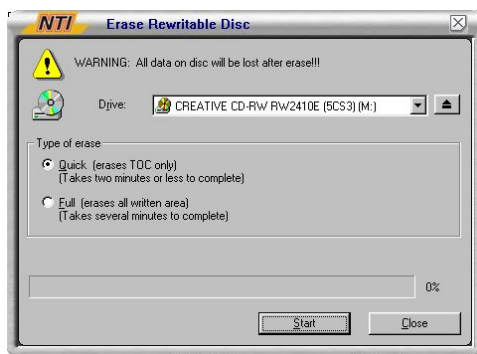 NTI Erase Rewritable Disc
WARNING: All data on disc will be lost after erase!!!
Drive: CREATIVE CD-RW RW2410E (5CS3) (M:)
Type of erase
Quick (erases TOC only)
(Takes two minutes or less to complete)
Full (erases all written area)
(Takes several minutes to complete)
0%
Start Close